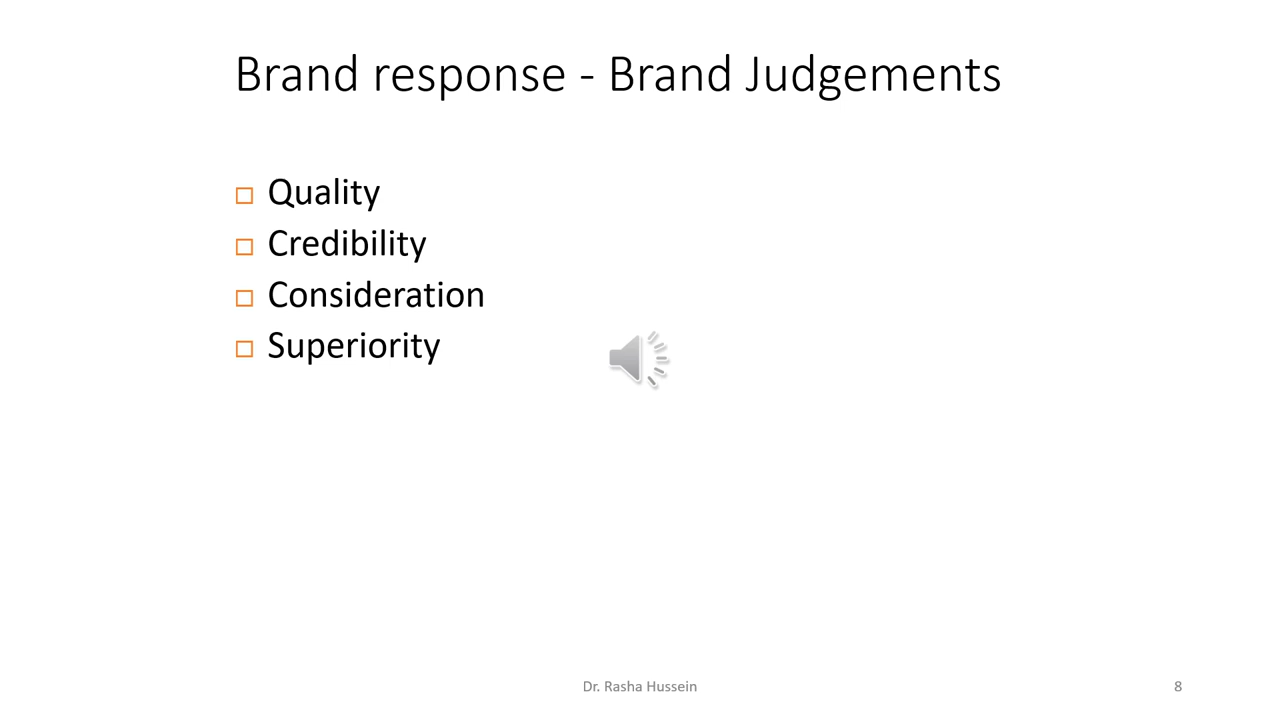 Brand response - Brand Judgements
Quality
Credibility
Consideration
Superiority
Dr. Rasha Hussein
8